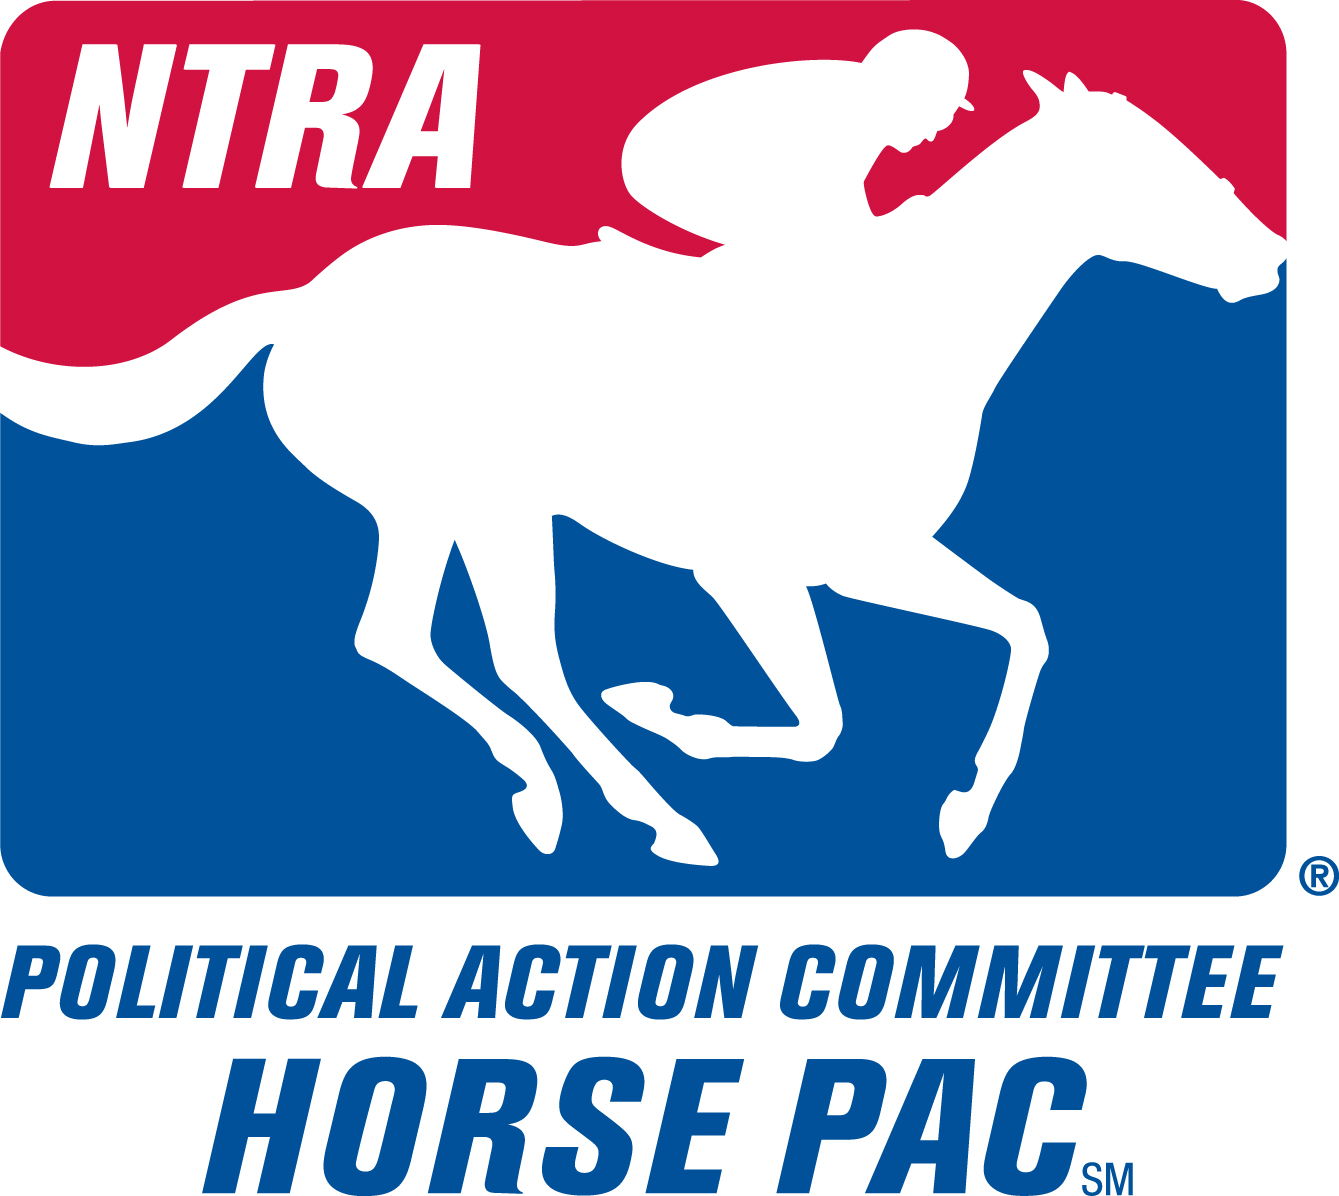 NTRA
®
POLITICAL ACTION COMMITTEE
HORSE PAC SM